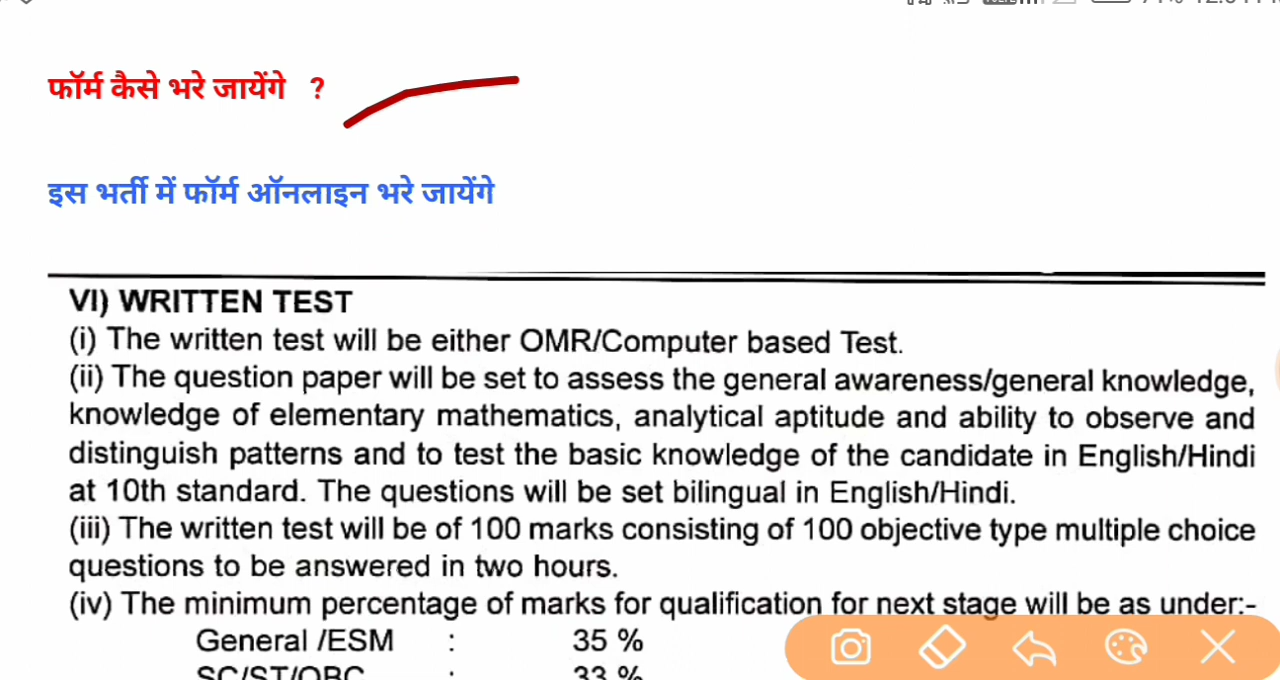 फॉर्म कैसे भरे जायेंगे ?
इस भर्ती में फॉर्म ऑनलाइन भरे जायेंगे
VI) WRITTEN TEST
(i) The written test will be either OMR/Computer based Test.
(ii) The question paper will be set to assess the general awareness/general knowledge,
knowledge of elementary mathematics, analytical aptitude and ability to observe and
distinguish patterns and to test the basic knowledge of the candidate in English/Hindi
at 10th standard. The questions will be set bilingual in English/Hindi.
(iii) The written test will be of 100 marks consisting of 100 objective type multiple choice
questions to be answered in two hours.
(iv) The minimum percentage of marks for qualification for next stage will be as under:-
General /ESM : 35 %
SC/ST/OBC : 33 %